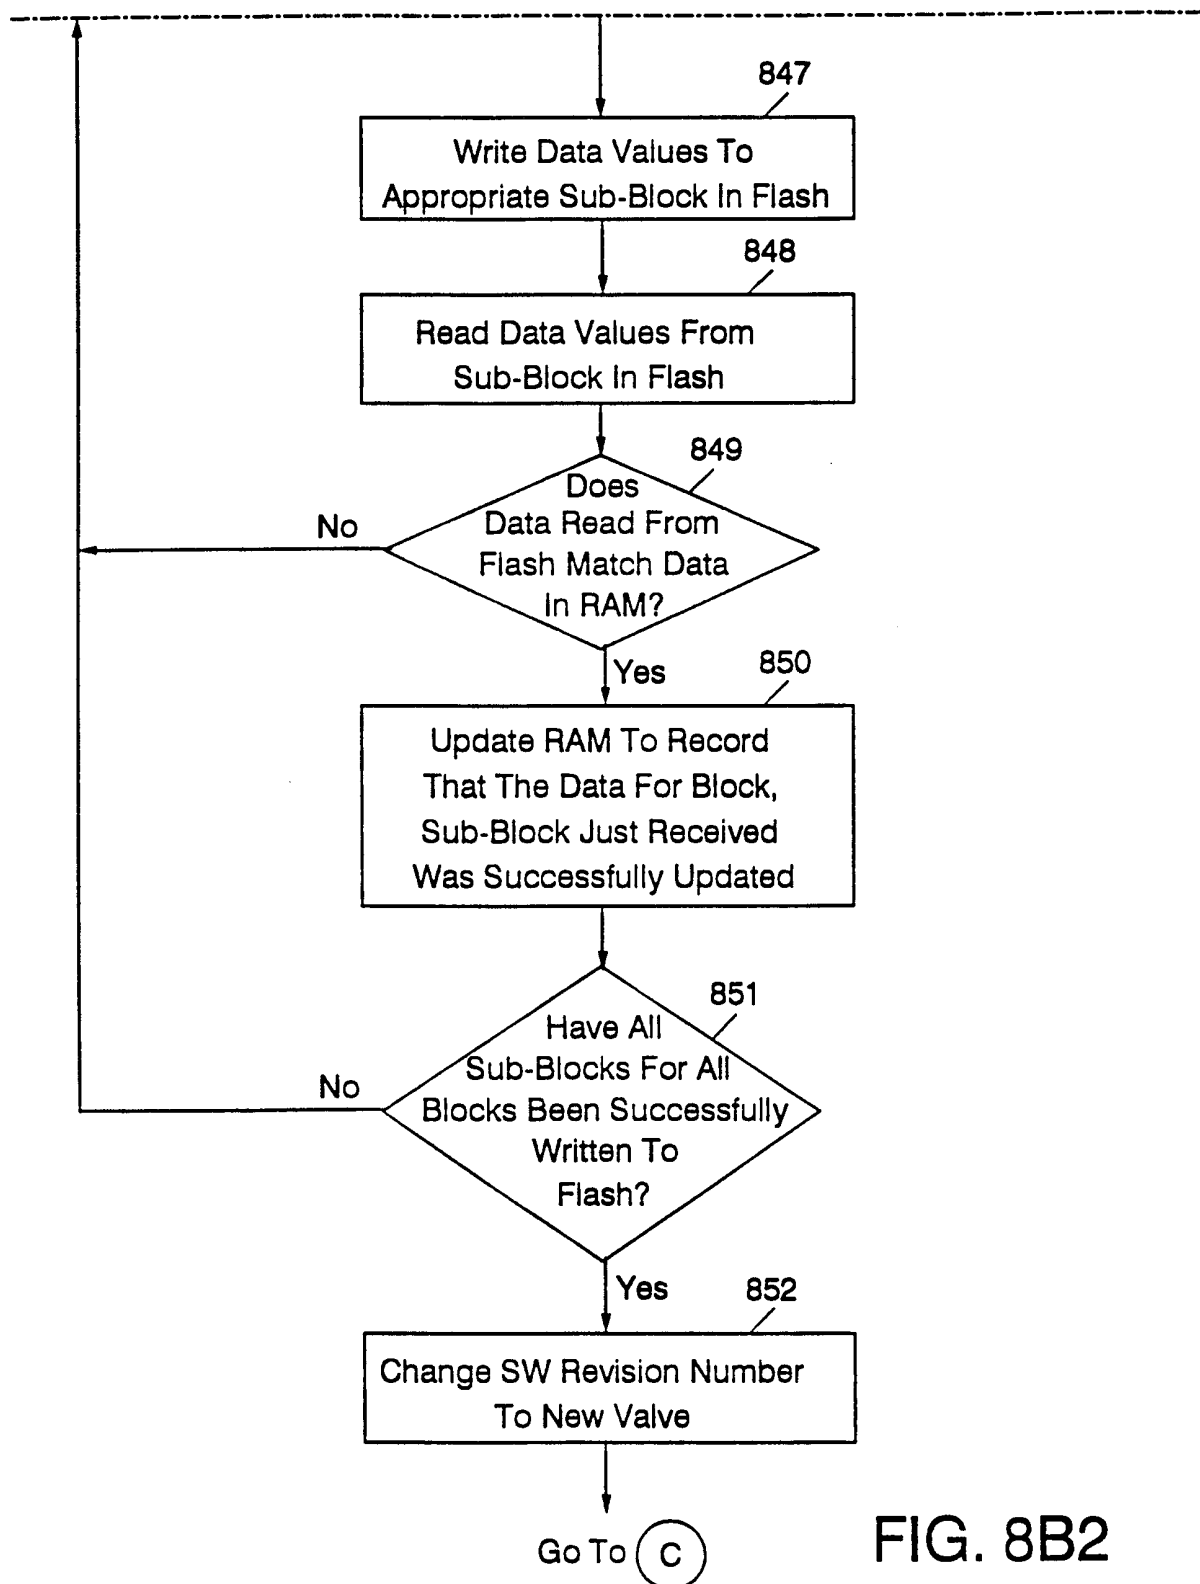 847
Write Data Values To
Appropriate Sub-Block In Flash
848
Read Data Values From
Sub-Block In Flash
849
Does
Data Read From
Flash Match Data
In RAM?
No
Yes
850
Update RAM To Record
That The Data For Block,
Sub-Block Just Received
Was Successfully Updated
851
Have All
Sub-Blocks For All
Blocks Been Successfully
Written To
Flash?
No
Yes
852
Change SW Revision Number
To New Valve
Go To C
FIG. 8B2